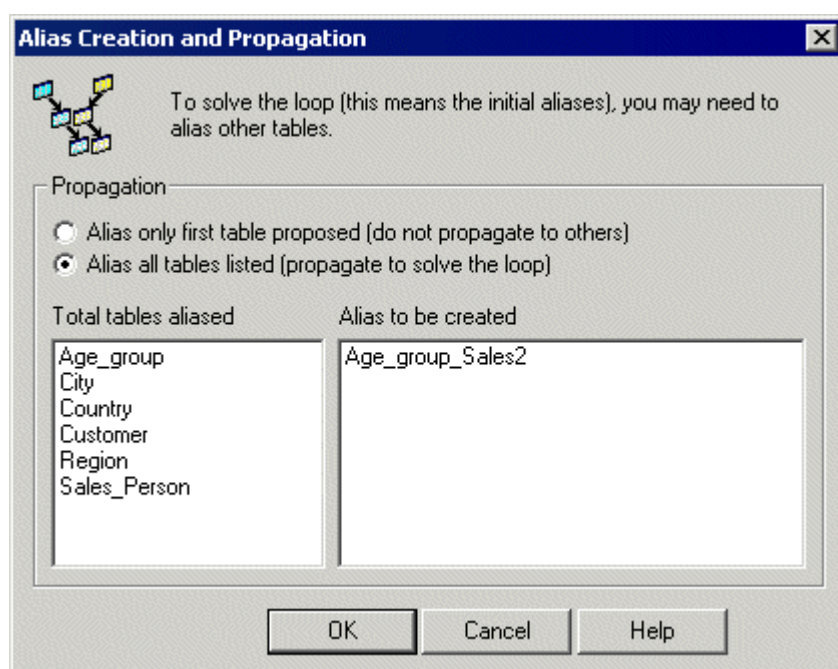 Alias Creation and Propagation
To solve the loop (this means the initial aliases), you may need to
alias other tables.
Propagation
Alias only first table proposed (do not propagate to others)
Alias all tables listed (propagate to solve the loop)
Total tables aliased
Alias to be created
Age_group
City
Country
Customer
Region
Sales_Person
Age_group_Sales2
OK
Cancel
Help